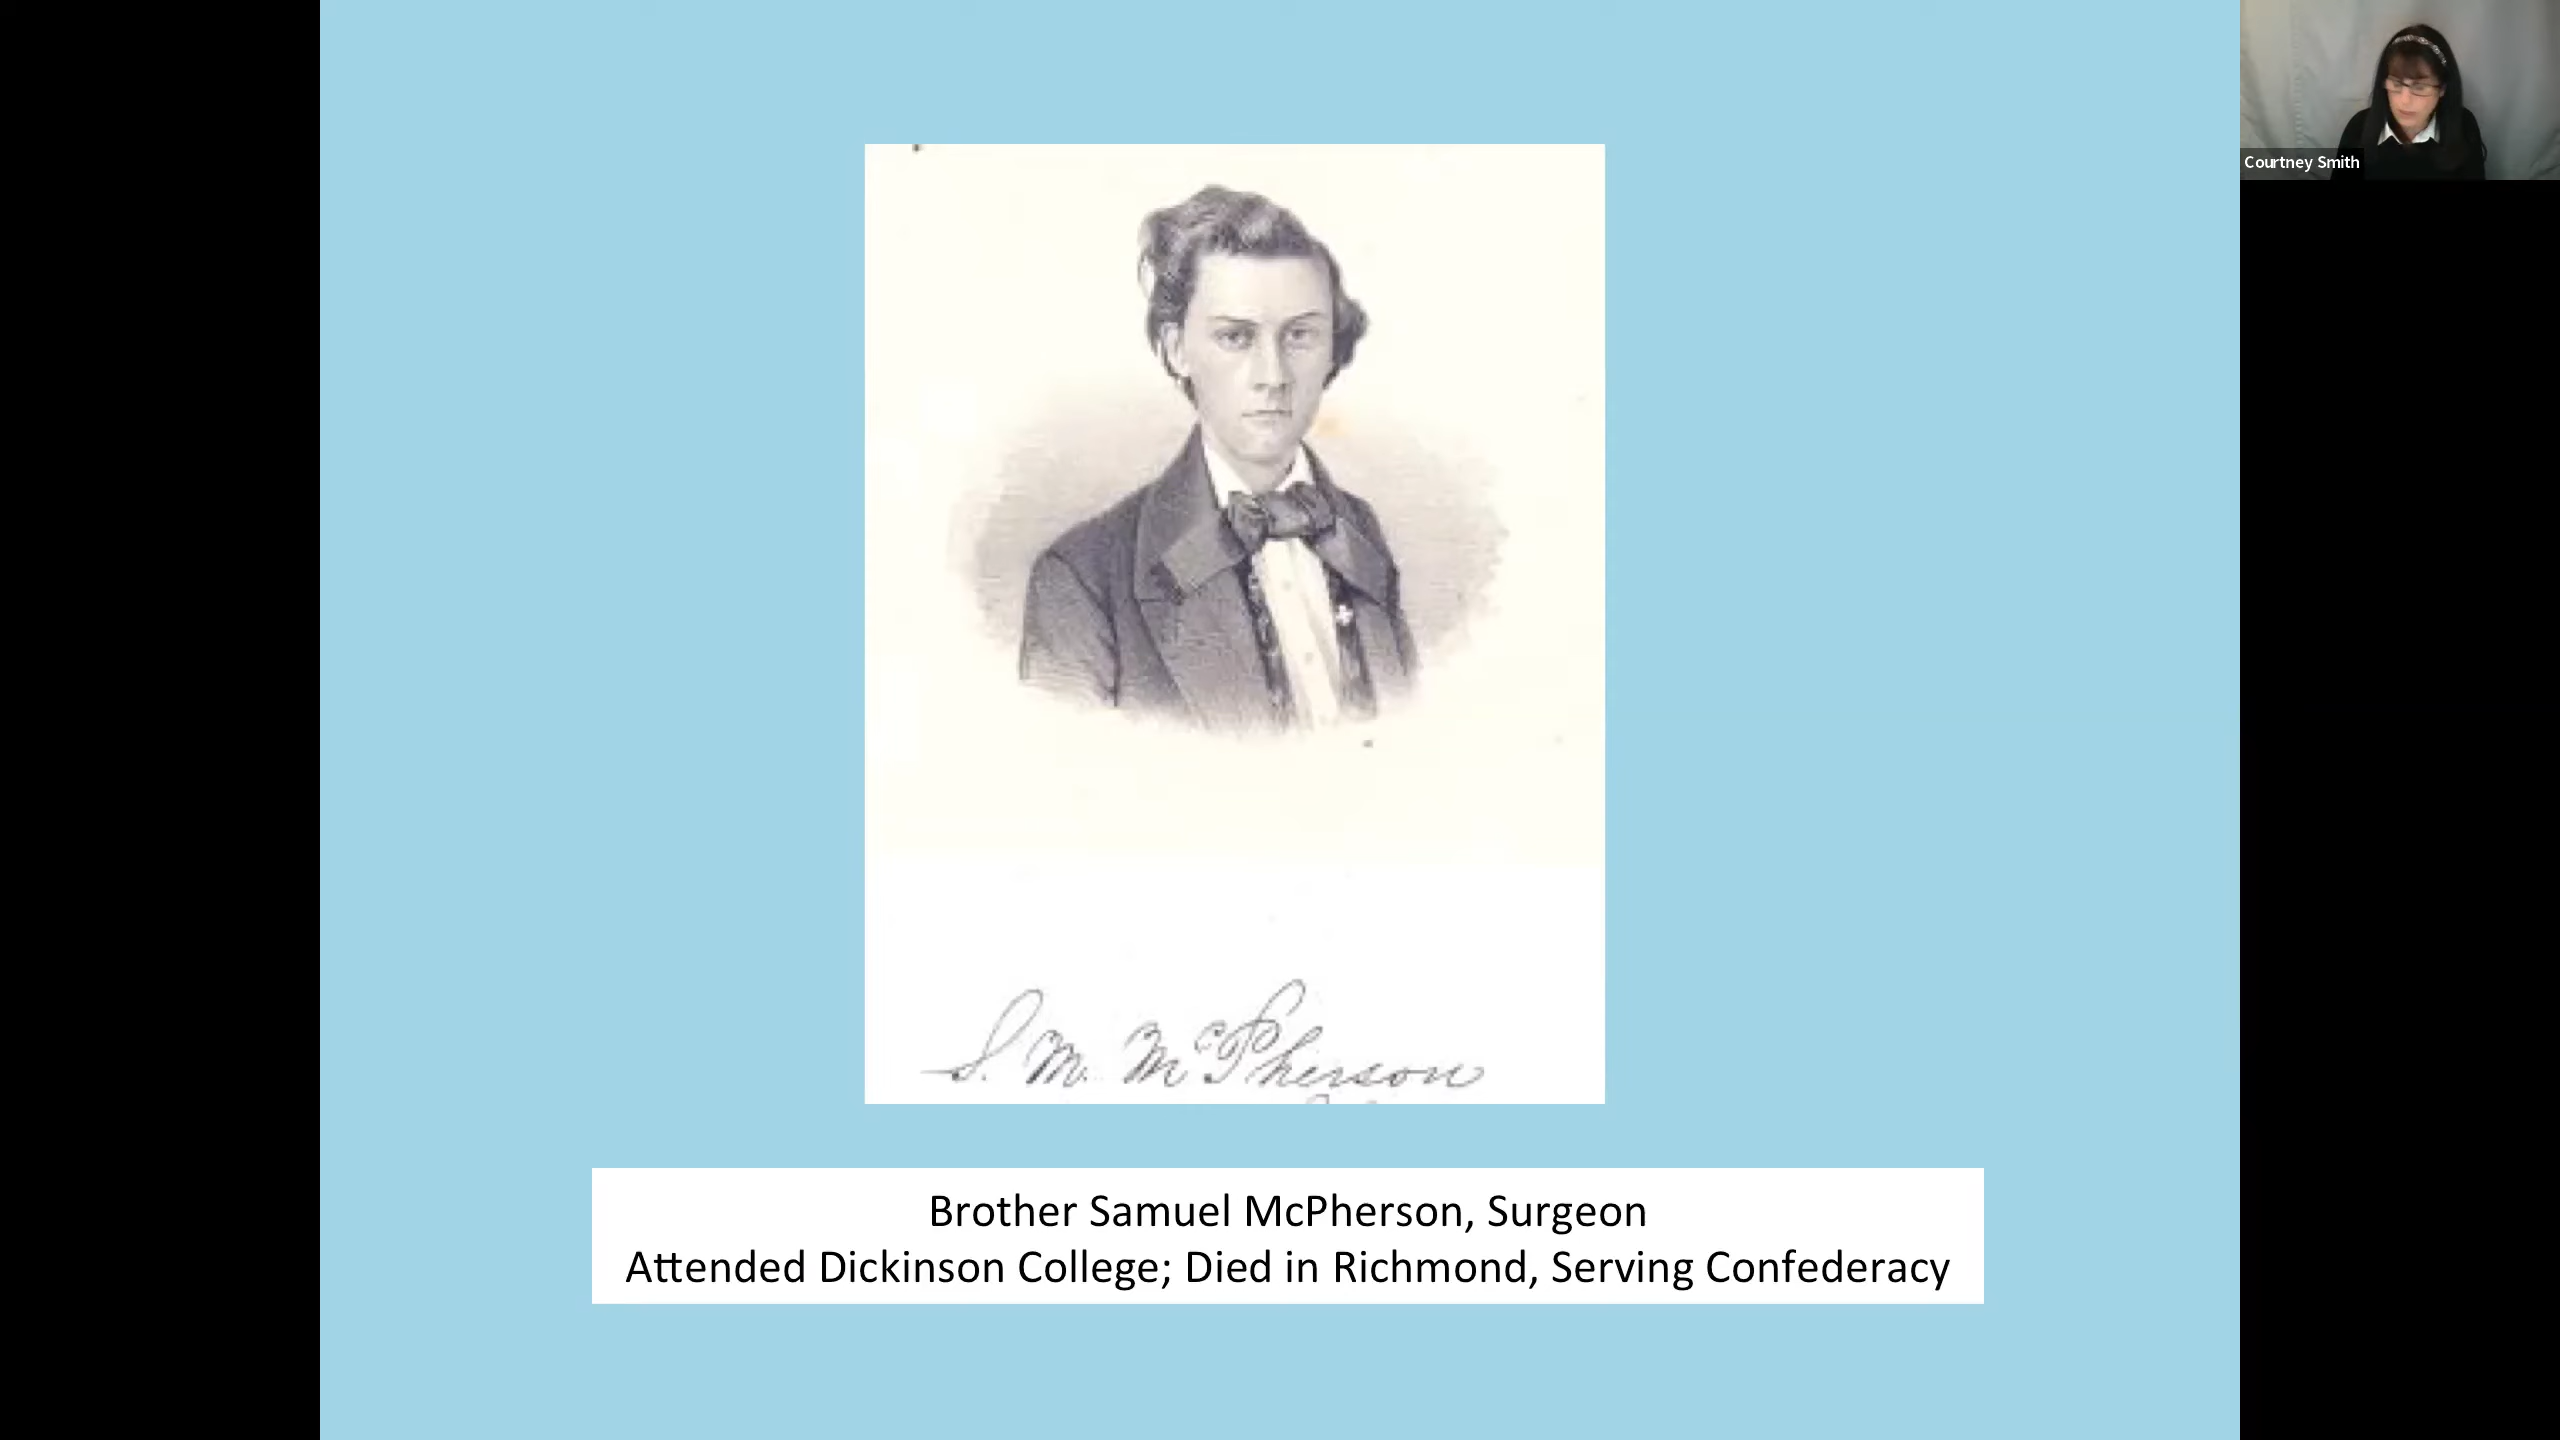 Courtney Smith
S. M. McPherson
Brother Samuel McPherson, Surgeon
Attended Dickinson College; Died in Richmond, Serving Confederacy